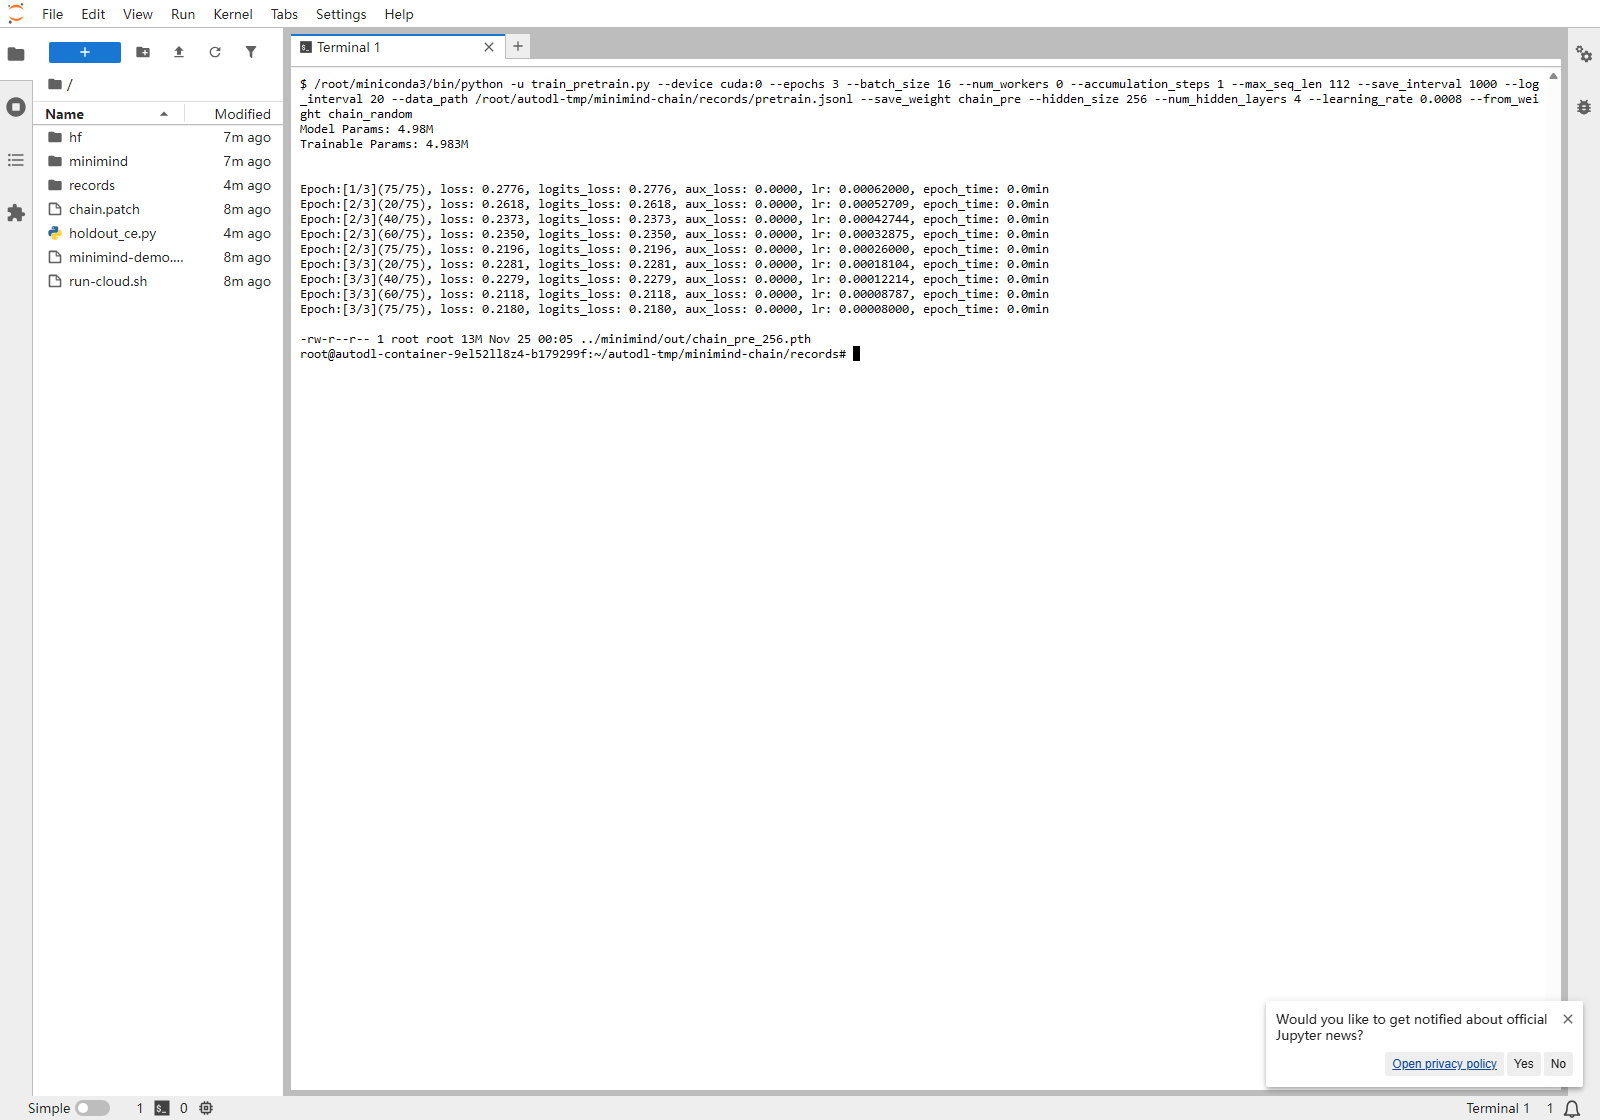 File Edit View Run Kernel Tabs Settings Help
Terminal 1
/
Name Modified
hf 7m ago
minimind 7m ago
records 4m ago
chain.patch 8m ago
holdout_ce.py 4m ago
minimind-demo.... 8m ago
run-cloud.sh 8m ago
$ /root/miniconda3/bin/python -u train_pretrain.py --device cuda:0 --epochs 3 --batch_size 16 --num_workers 0 --accumulation_steps 1 --max_seq_len 112 --save_interval 1000 --log
_interval 20 --data_path /root/autodl-tmp/minimind-chain/records/pretrain.jsonl --save_weight chain_pre --hidden_size 256 --num_hidden_layers 4 --learning_rate 0.0008 --from_wei
ght chain_random
Model Params: 4.98M
Trainable Params: 4.983M
Epoch:[1/3](75/75), loss: 0.2776, logits_loss: 0.2776, aux_loss: 0.0000, lr: 0.00062000, epoch_time: 0.0min
Epoch:[2/3](20/75), loss: 0.2618, logits_loss: 0.2618, aux_loss: 0.0000, lr: 0.00052709, epoch_time: 0.0min
Epoch:[2/3](40/75), loss: 0.2373, logits_loss: 0.2373, aux_loss: 0.0000, lr: 0.00042744, epoch_time: 0.0min
Epoch:[2/3](60/75), loss: 0.2350, logits_loss: 0.2350, aux_loss: 0.0000, lr: 0.00032875, epoch_time: 0.0min
Epoch:[2/3](75/75), loss: 0.2196, logits_loss: 0.2196, aux_loss: 0.0000, lr: 0.00026000, epoch_time: 0.0min
Epoch:[3/3](20/75), loss: 0.2281, logits_loss: 0.2281, aux_loss: 0.0000, lr: 0.00018104, epoch_time: 0.0min
Epoch:[3/3](40/75), loss: 0.2279, logits_loss: 0.2279, aux_loss: 0.0000, lr: 0.00012214, epoch_time: 0.0min
Epoch:[3/3](60/75), loss: 0.2118, logits_loss: 0.2118, aux_loss: 0.0000, lr: 0.00008787, epoch_time: 0.0min
Epoch:[3/3](75/75), loss: 0.2180, logits_loss: 0.2180, aux_loss: 0.0000, lr: 0.00008000, epoch_time: 0.0min
-rw-r--r-- 1 root root 13M Nov 25 00:05 ../minimind/out/chain_pre_256.pth
root@autodl-container-9el52ll8z4-b179299f:~/autodl-tmp/minimind-chain/records#
Would you like to get notified about official
Jupyter news?
Open privacy policy Yes No
Simple 1 0 Terminal 1 1